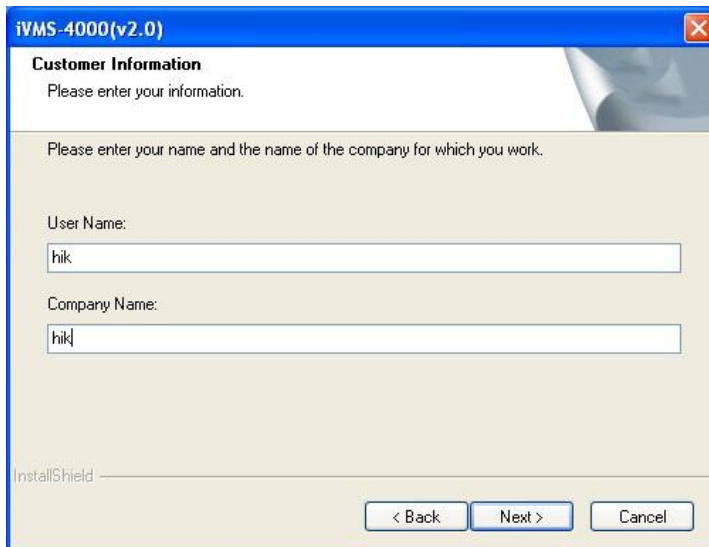 iVMS-4000(v2.0)
Customer Information
Please enter your information.
Please enter your name and the name of the company for which you work.
User Name:
hik
Company Name:
hik
InstallShield
< Back Next > Cancel